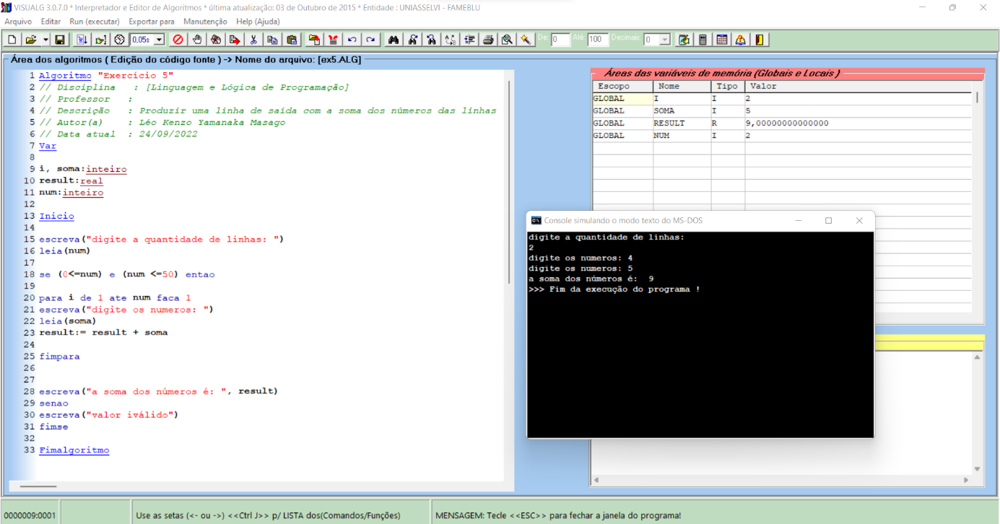 VISUALG 3.0.7.0 * Interpretador e Editor de Algoritmos * última atualização: 03 de Outubro de 2015 * Entidade : UNIASSELVI - FAMEBLU
Arquivo Editar Run (executar) Exportar para Manutenção Help (Ajuda)
0,05s De: 0 Até: 100 Decimais: 0
Área dos algoritmos ( Edição do código fonte ) -> Nome do arquivo: [ex5.ALG]
1 Algoritmo "Exercício 5"
2 // Disciplina : [Linguagem e Lógica de Programação]
3 // Professor :
4 // Descrição : Produzir uma linha de saída com a soma dos números das linhas
5 // Autor(a) : Léo Kenzo Yamanaka Masago
6 // Data atual : 24/09/2022
7 Var
8
9 i, soma:inteiro
10 result:real
11 num:inteiro
12
13 Inicio
14
15 escreva("digite a quantidade de linhas: ")
16 leia(num)
17
18 se (0<=num) e (num <=50) entao
19
20 para i de 1 ate num faca 1
21 escreva("digite os numeros: ")
22 leia(soma)
23 result:= result + soma
24
25 fimpara
26
27
28 escreva("a soma dos números é: ", result)
29 senao
30 escreva("valor iválido")
31 fimse
32
33 Fimalgoritmo
Áreas das variáveis de memória (Globais e Locais )
Escopo Nome Tipo Valor
GLOBAL I I 2
GLOBAL SOMA I 5
GLOBAL RESULT R 9,00000000000000
GLOBAL NUM I 2
Console simulando o modo texto do MS-DOS
digite a quantidade de linhas:
2
digite os numeros: 4
digite os numeros: 5
a soma dos números é: 9
>>> Fim da execução do programa !
0000009:0001 Use as setas (<- ou ->) <<Ctrl J>> p/ LISTA dos(Comandos/Funções) MENSAGEM: Tecle <<ESC>> para fechar a janela do programa!